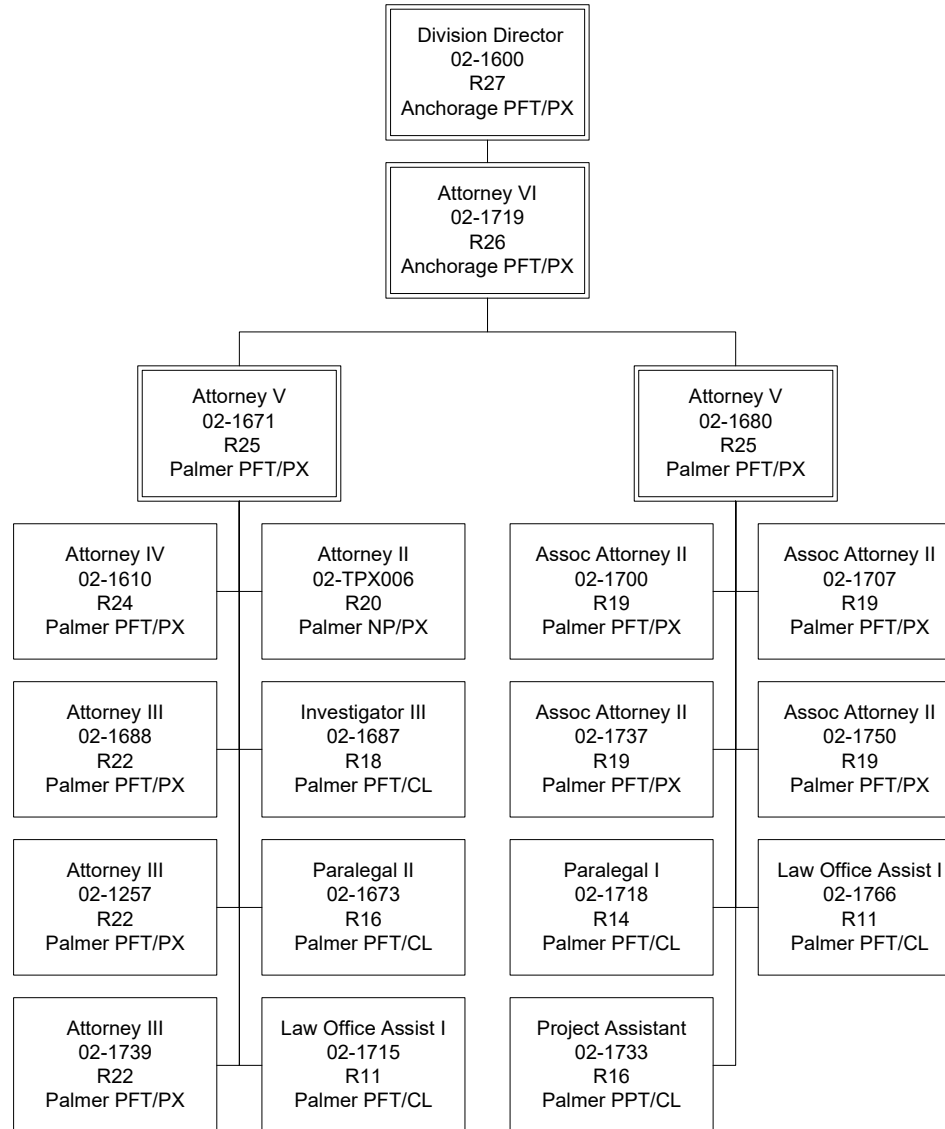 Division Director
02-1600
R27
Anchorage PFT/PX
Attorney VI
02-1719
R26
Anchorage PFT/PX
Attorney V
02-1671
R25
Palmer PFT/PX
Attorney V
02-1680
R25
Palmer PFT/PX
Attorney IV
02-1610
R24
Palmer PFT/PX
Attorney II
02-TPX006
R20
Palmer NP/PX
Assoc Attorney II
02-1700
R19
Palmer PFT/PX
Assoc Attorney II
02-1707
R19
Palmer PFT/PX
Attorney III
02-1688
R22
Palmer PFT/PX
Investigator III
02-1687
R18
Palmer PFT/CL
Assoc Attorney II
02-1737
R19
Palmer PFT/PX
Assoc Attorney II
02-1750
R19
Palmer PFT/PX
Attorney III
02-1257
R22
Palmer PFT/PX
Paralegal II
02-1673
R16
Palmer PFT/CL
Paralegal I
02-1718
R14
Palmer PFT/CL
Law Office Assist I
02-1766
R11
Palmer PFT/CL
Attorney III
02-1739
R22
Palmer PFT/PX
Law Office Assist I
02-1715
R11
Palmer PFT/CL
Project Assistant
02-1733
R16
Palmer PPT/CL